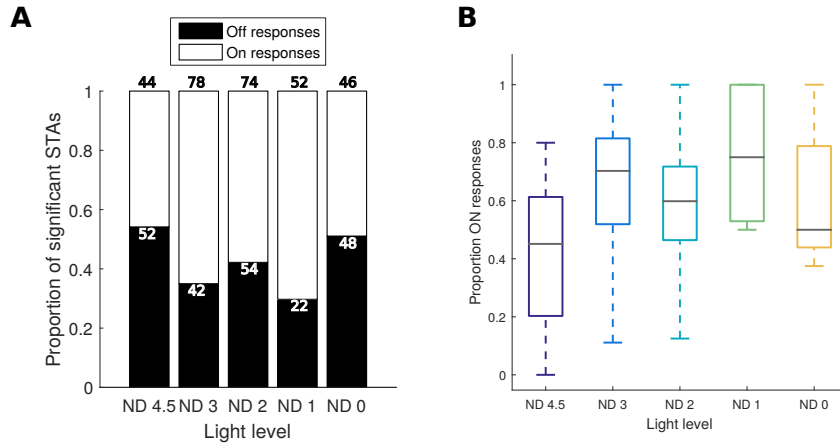 A
Off responses
On responses
44 78 74 52 46
1
0.8
0.6
0.4
0.2
0
52 42 54 22 48
Proportion of significant STAs
ND 4.5 ND 3 ND 2 ND 1 ND 0
Light level
B
1
0.8
0.6
0.4
0.2
0
Proportion ON responses
ND 4.5 ND 3 ND 2 ND 1 ND 0
Light level